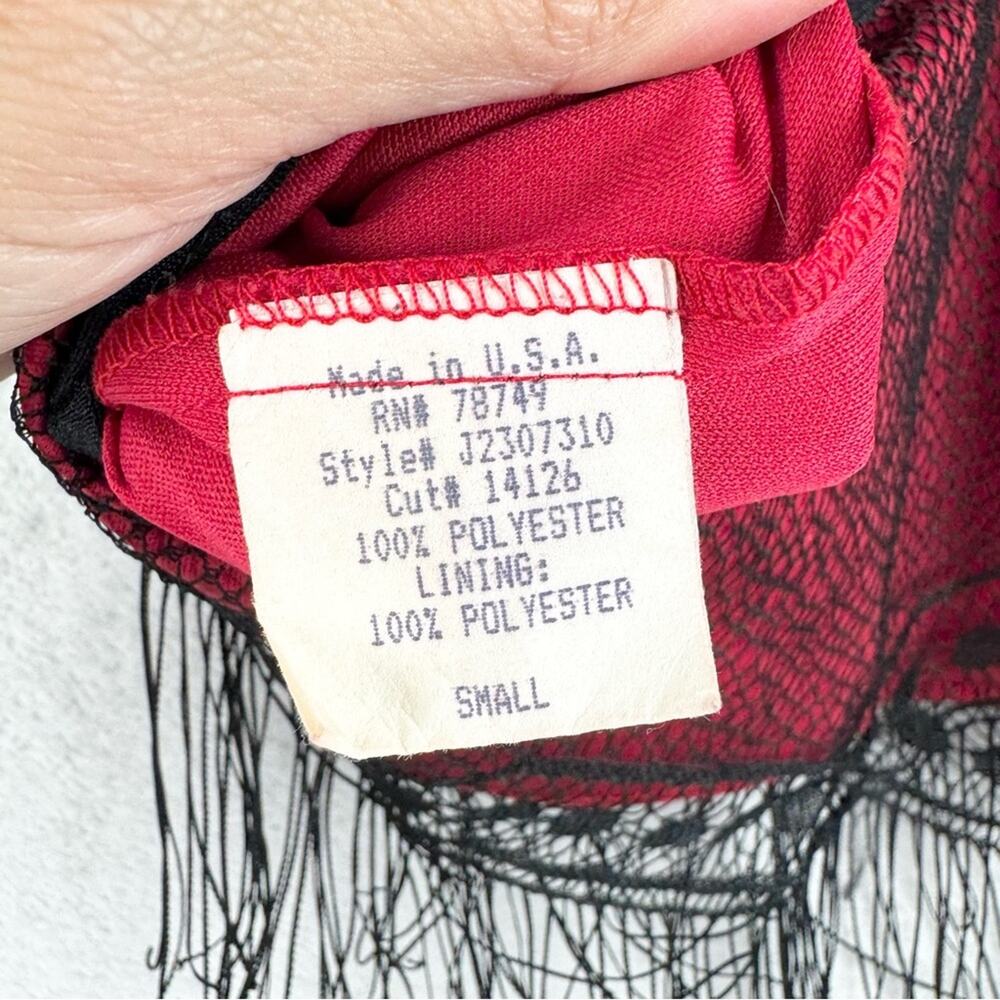 Made in U.S.A.
RN# 78749
Style# J2307310
Cut# 14126
100% POLYESTER
LINING:
100% POLYESTER
SMALL